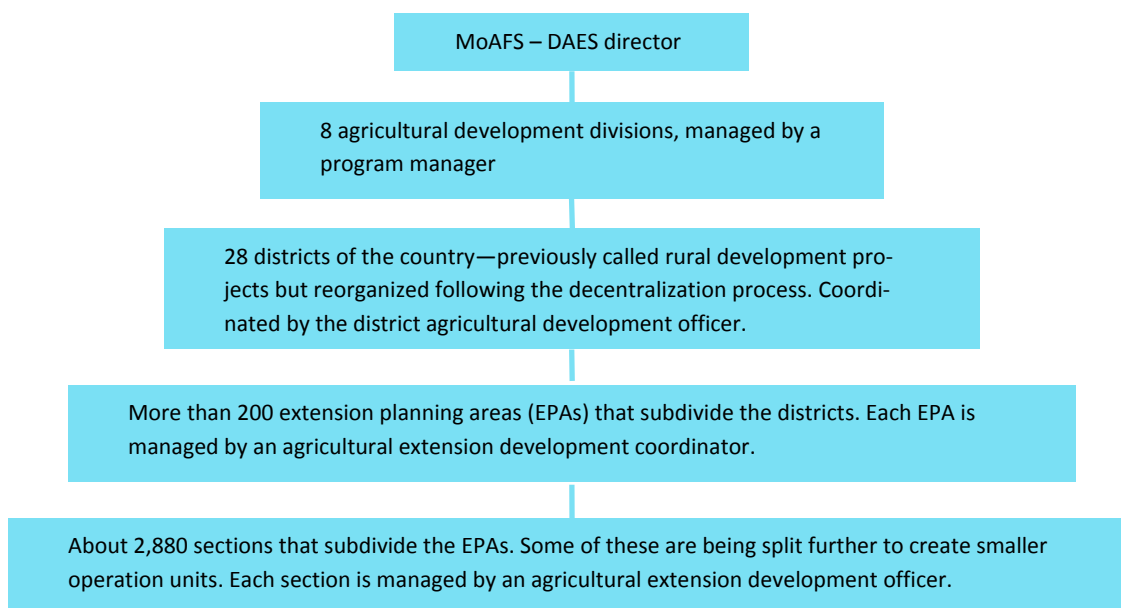 MoAFS – DAES director
8 agricultural development divisions, managed by a
program manager
28 districts of the country—previously called rural development pro-
jects but reorganized following the decentralization process. Coordi-
nated by the district agricultural development officer.
More than 200 extension planning areas (EPAs) that subdivide the districts. Each EPA is
managed by an agricultural extension development coordinator.
About 2,880 sections that subdivide the EPAs. Some of these are being split further to create smaller
operation units. Each section is managed by an agricultural extension development officer.